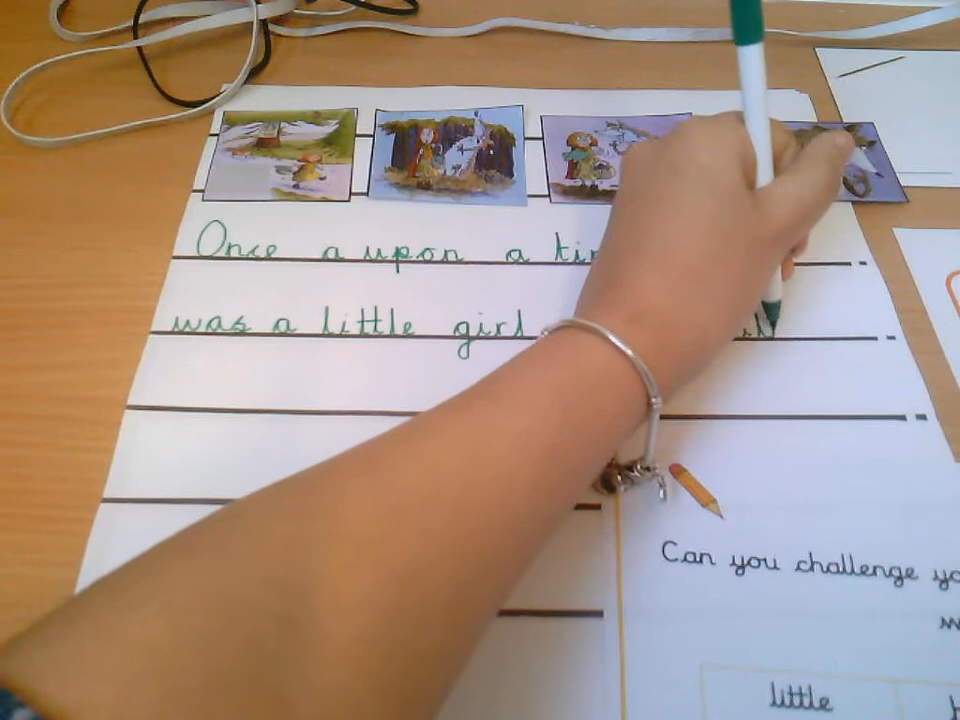 Once a upon a
was a little girl
Can you challenge
little